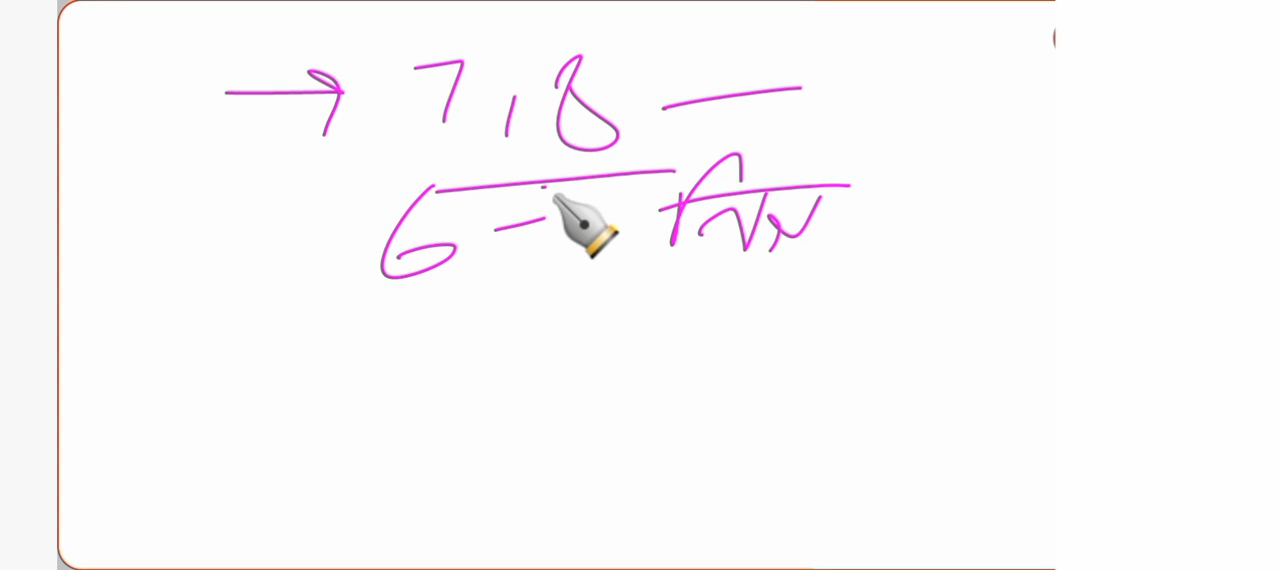 → 7, 8 —
6 –